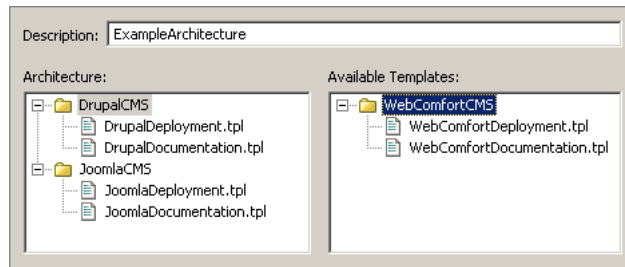 Description: ExampleArchitecture
Architecture:
DrupalCMS
DrupalDeployment.tpl
DrupalDocumentation.tpl
JoomlaCMS
JoomlaDeployment.tpl
JoomlaDocumentation.tpl
Available Templates:
WebComfortCMS
WebComfortDeployment.tpl
WebComfortDocumentation.tpl